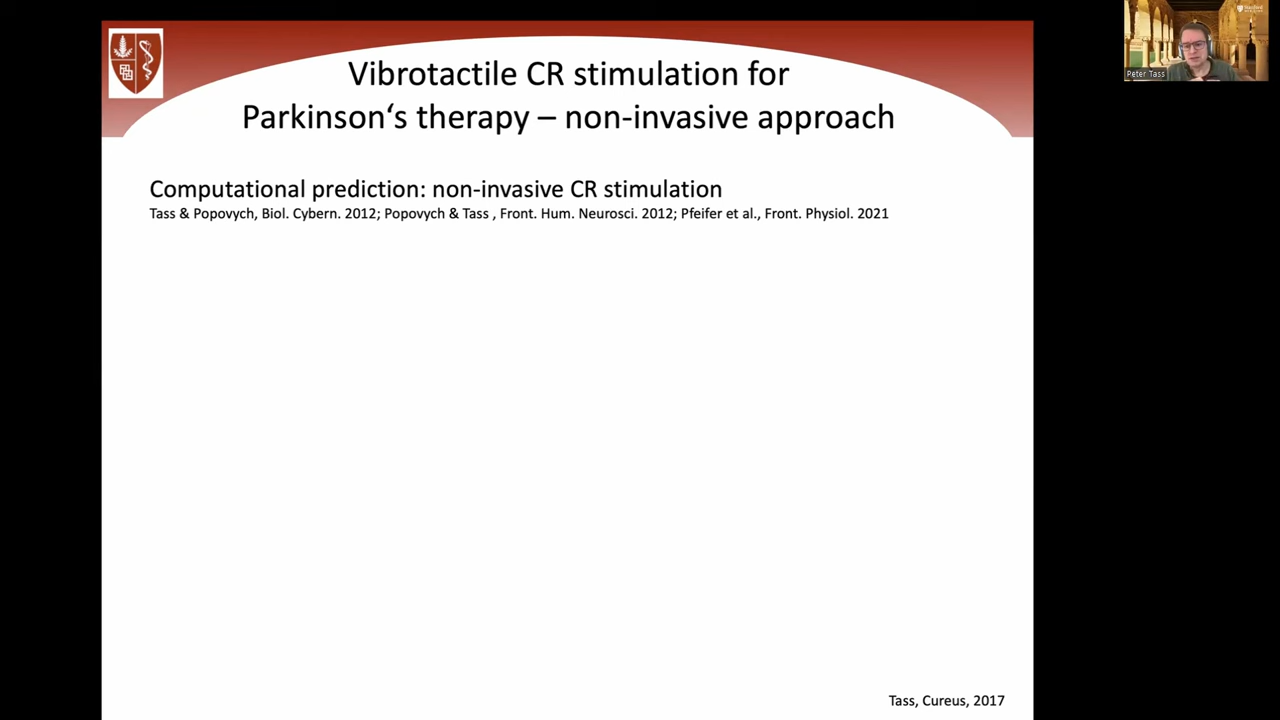 Vibrotactile CR stimulation for
Parkinson‘s therapy – non-invasive approach
Computational prediction: non-invasive CR stimulation
Tass & Popovych, Biol. Cybern. 2012; Popovych & Tass , Front. Hum. Neurosci. 2012; Pfeifer et al., Front. Physiol. 2021
Tass, Cureus, 2017
Peter Tass